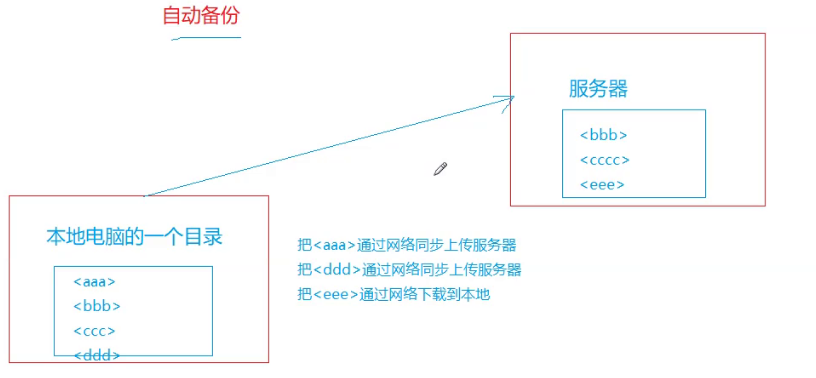 自动备份
服务器
<bbb>
<cccc>
<eee>
本地电脑的一个目录
<aaa>
<bbb>
<ccc>
<ddd>
把<aaa>通过网络同步上传服务器
把<ddd>通过网络同步上传服务器
把<eee>通过网络下载到本地